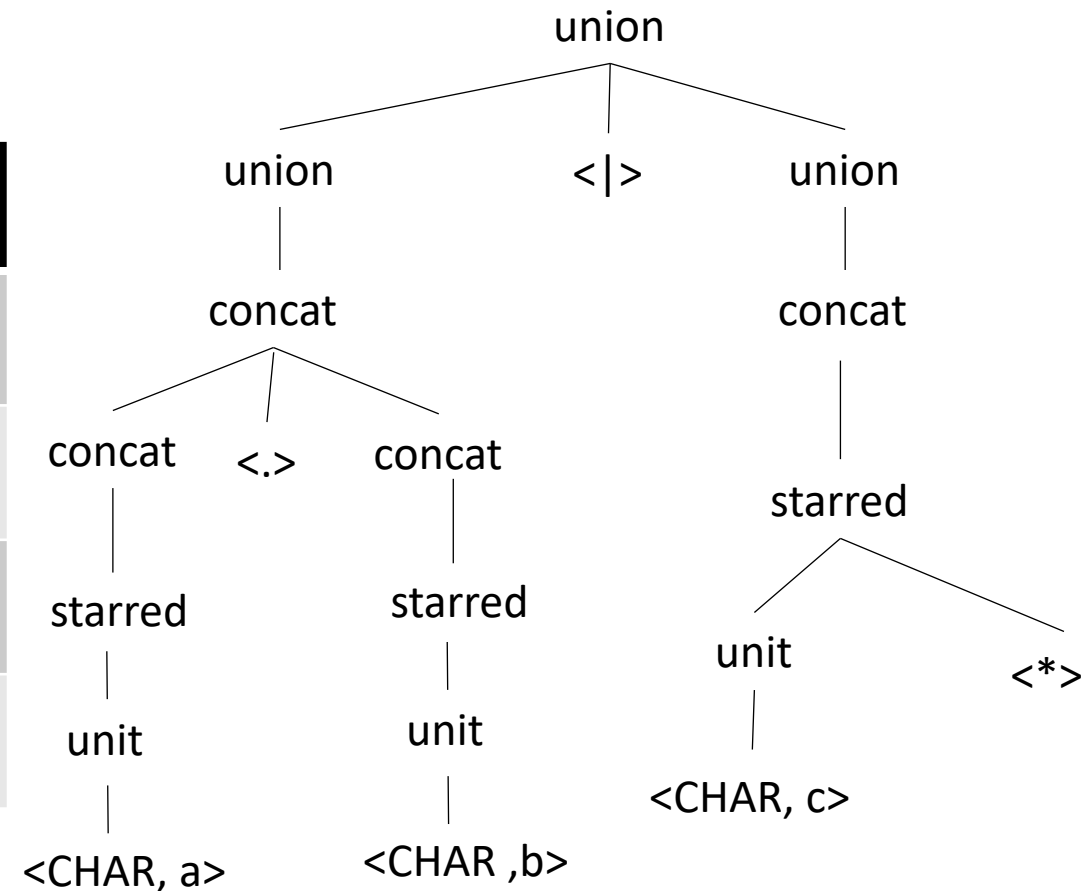 union
union <|> union
concat concat
concat <.> concat
starred
starred starred
unit <*>
unit unit
<CHAR, c>
<CHAR, a> <CHAR ,b>